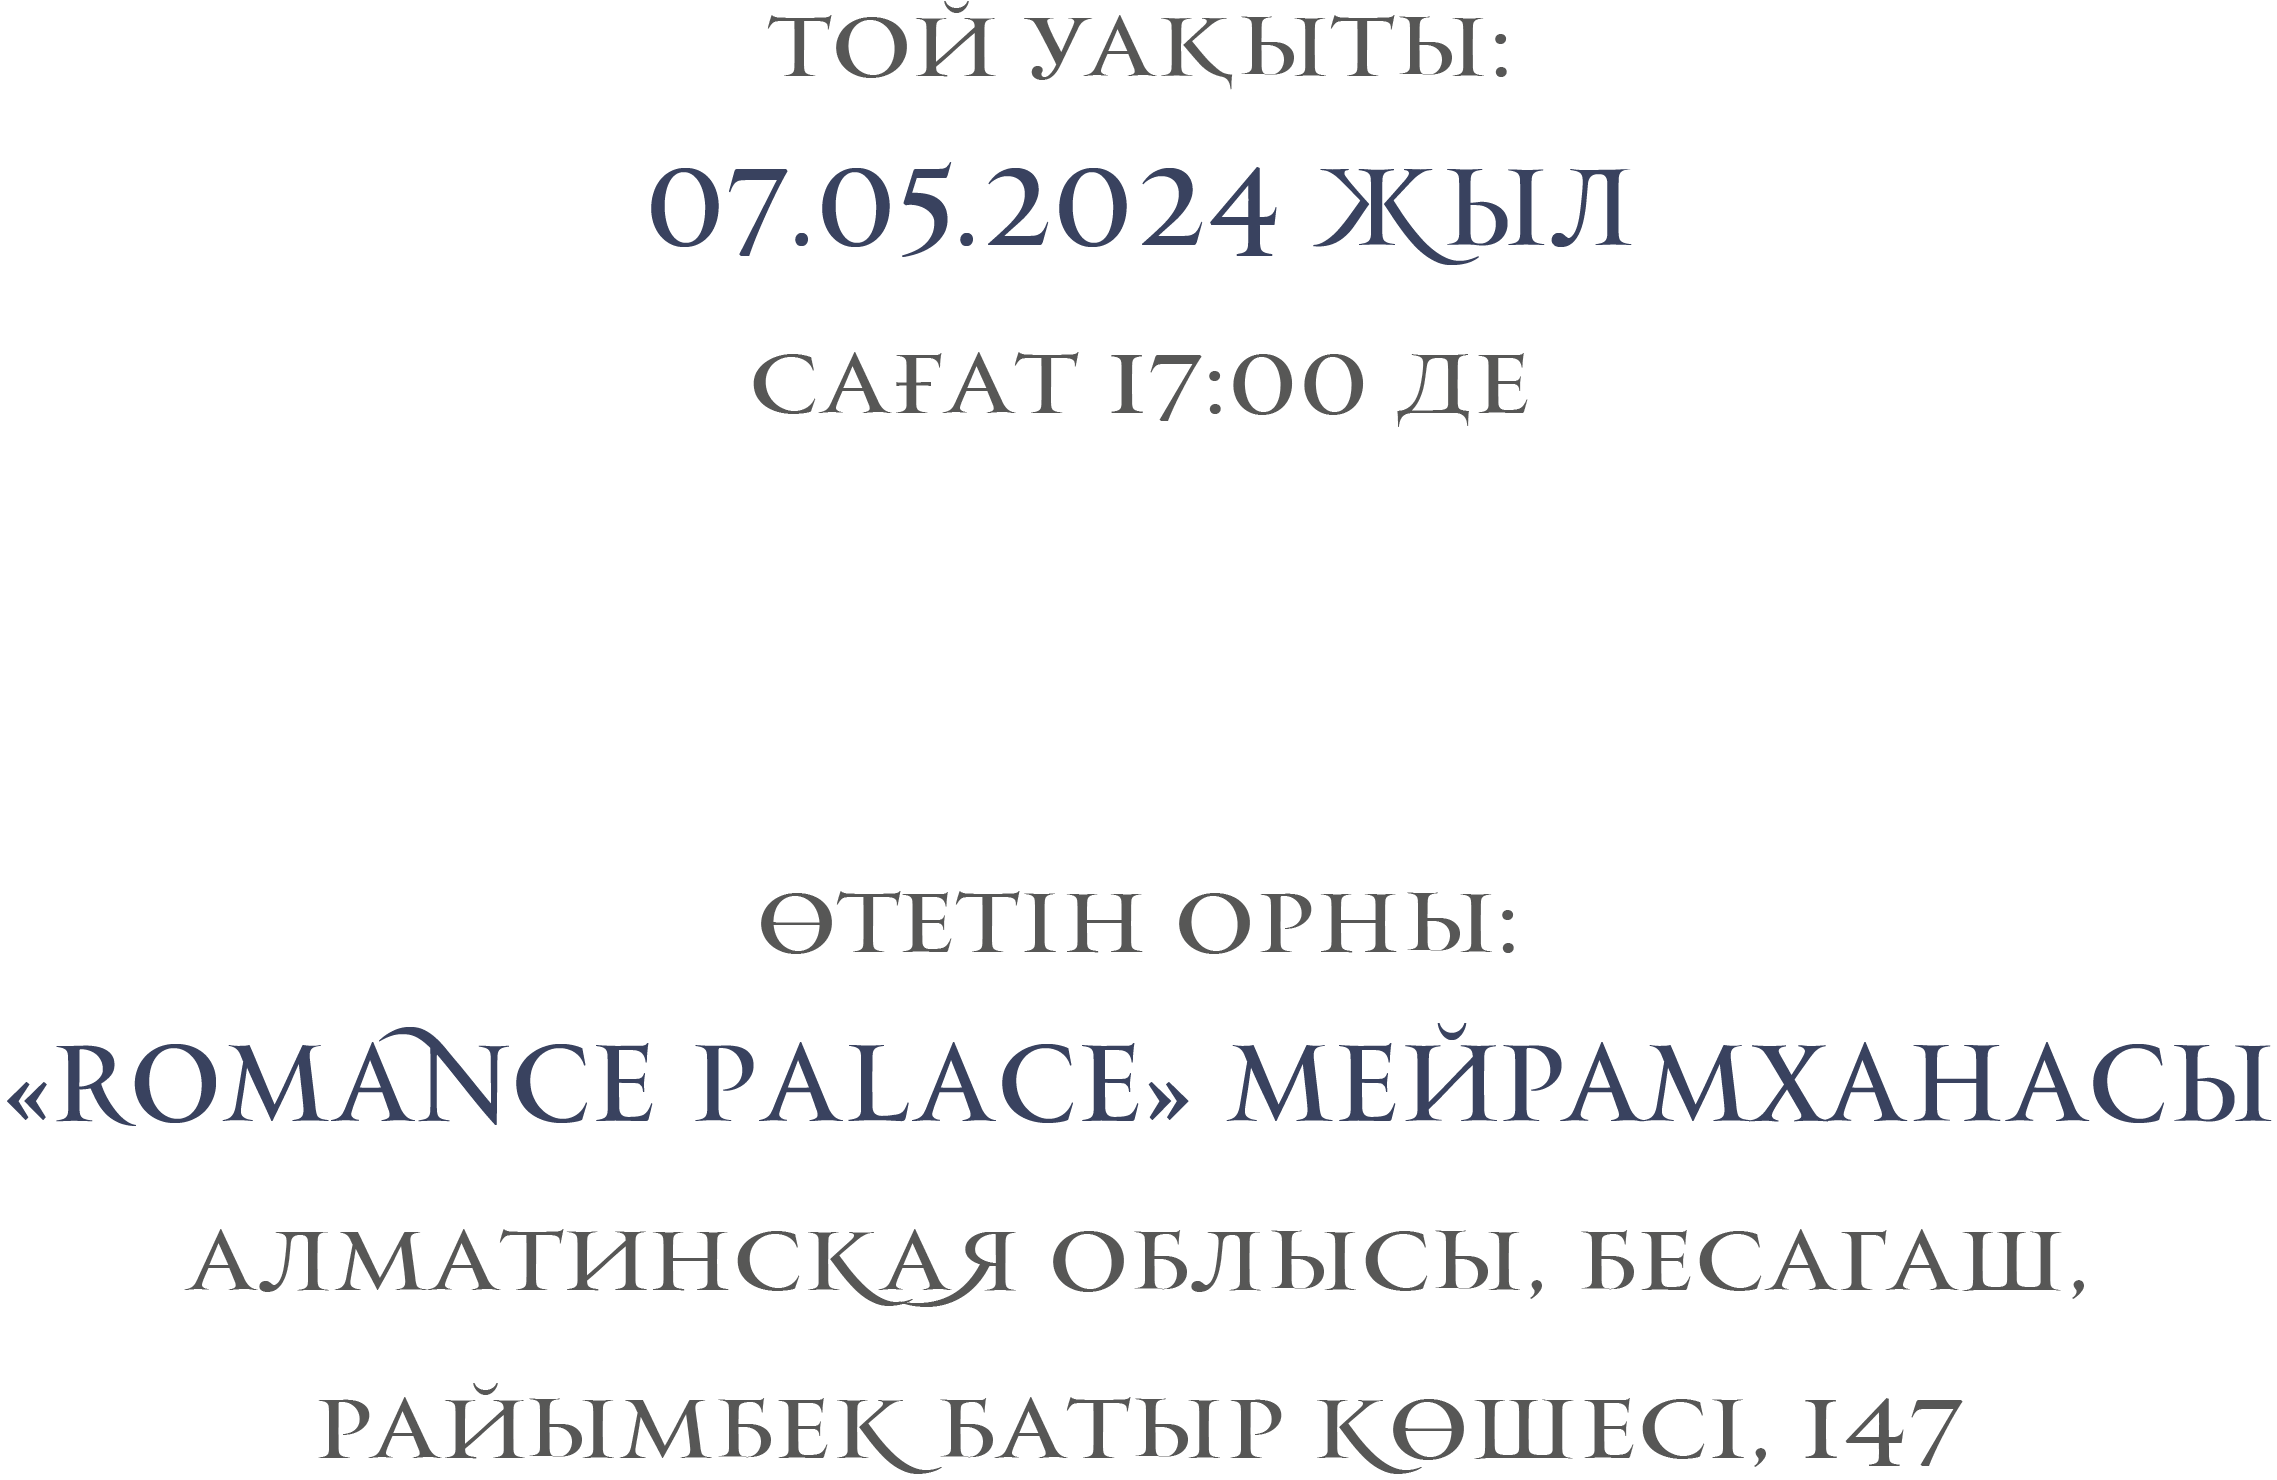 ТОЙ УАҚЫТЫ:
07.05.2024 ЖЫЛ
САҒАТ 17:00 ДЕ
ӨТЕТІН ОРНЫ:
«ROMANCE PALACE» МЕЙРАМХАНАСЫ
АЛМАТИНСКАЯ ОБЛЫСЫ, БЕСАГАШ,
РАЙЫМБЕК БАТЫР КӨШЕСІ, 147